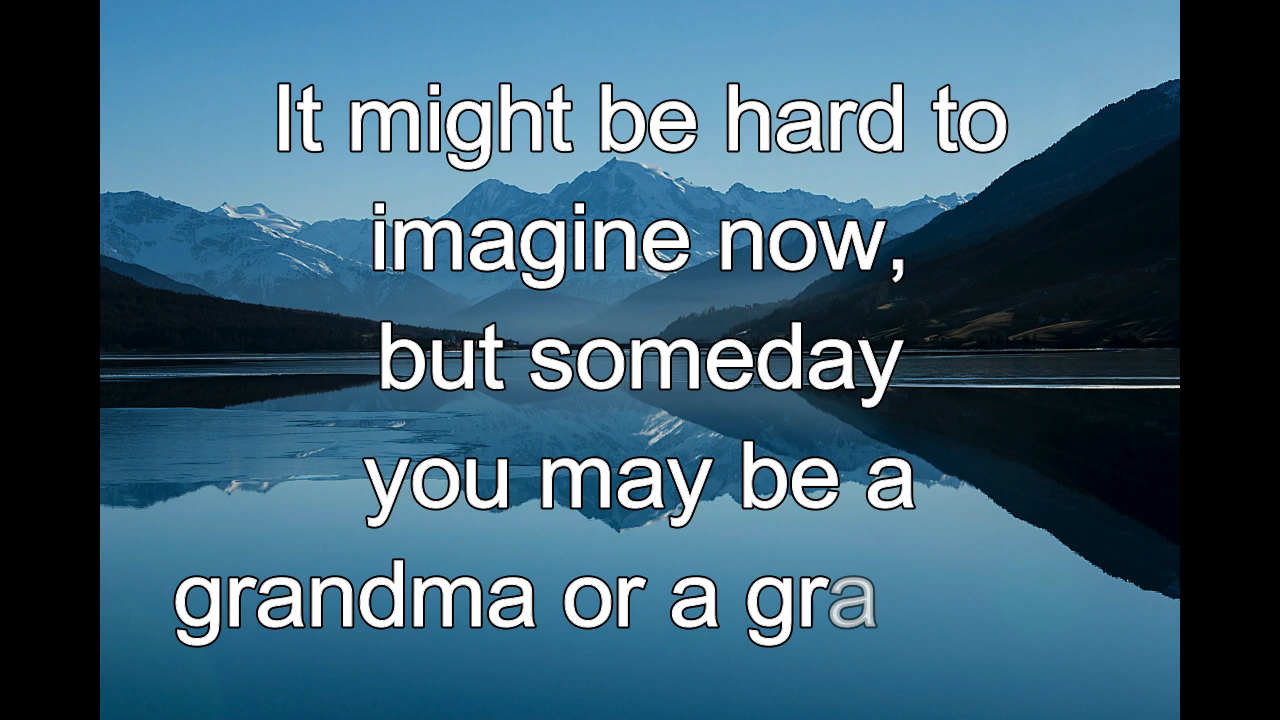 It might be hard to
imagine now,
but someday
you may be a
grandma or a gra